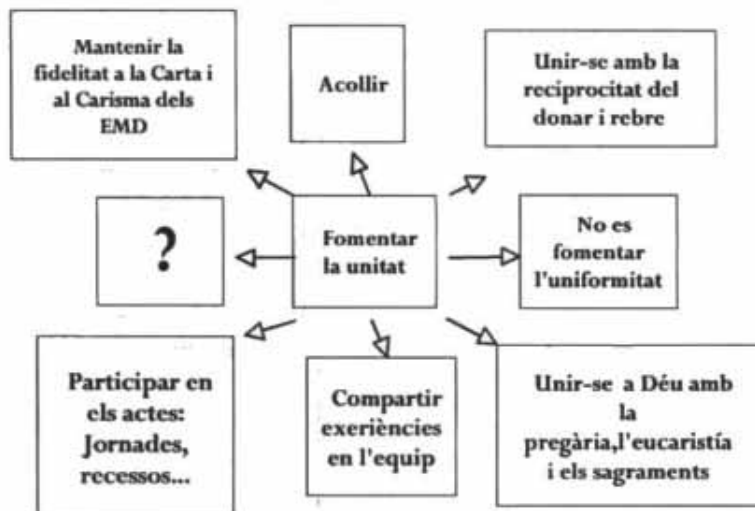 Mantenir la
fidelitat a la Carta i
al Carisma dels
EMD
Acollir
Unir-se amb la
reciprocitat del
donar i rebre
?
Fomentar
la unitat
No es
fomentar
l'uniformitat
Participar en
els actes:
Jornades,
recessos...
Compartir
exeriències
en l'equip
Unir-se a Déu amb
la
pregària,l'eucaristía
i els sagraments